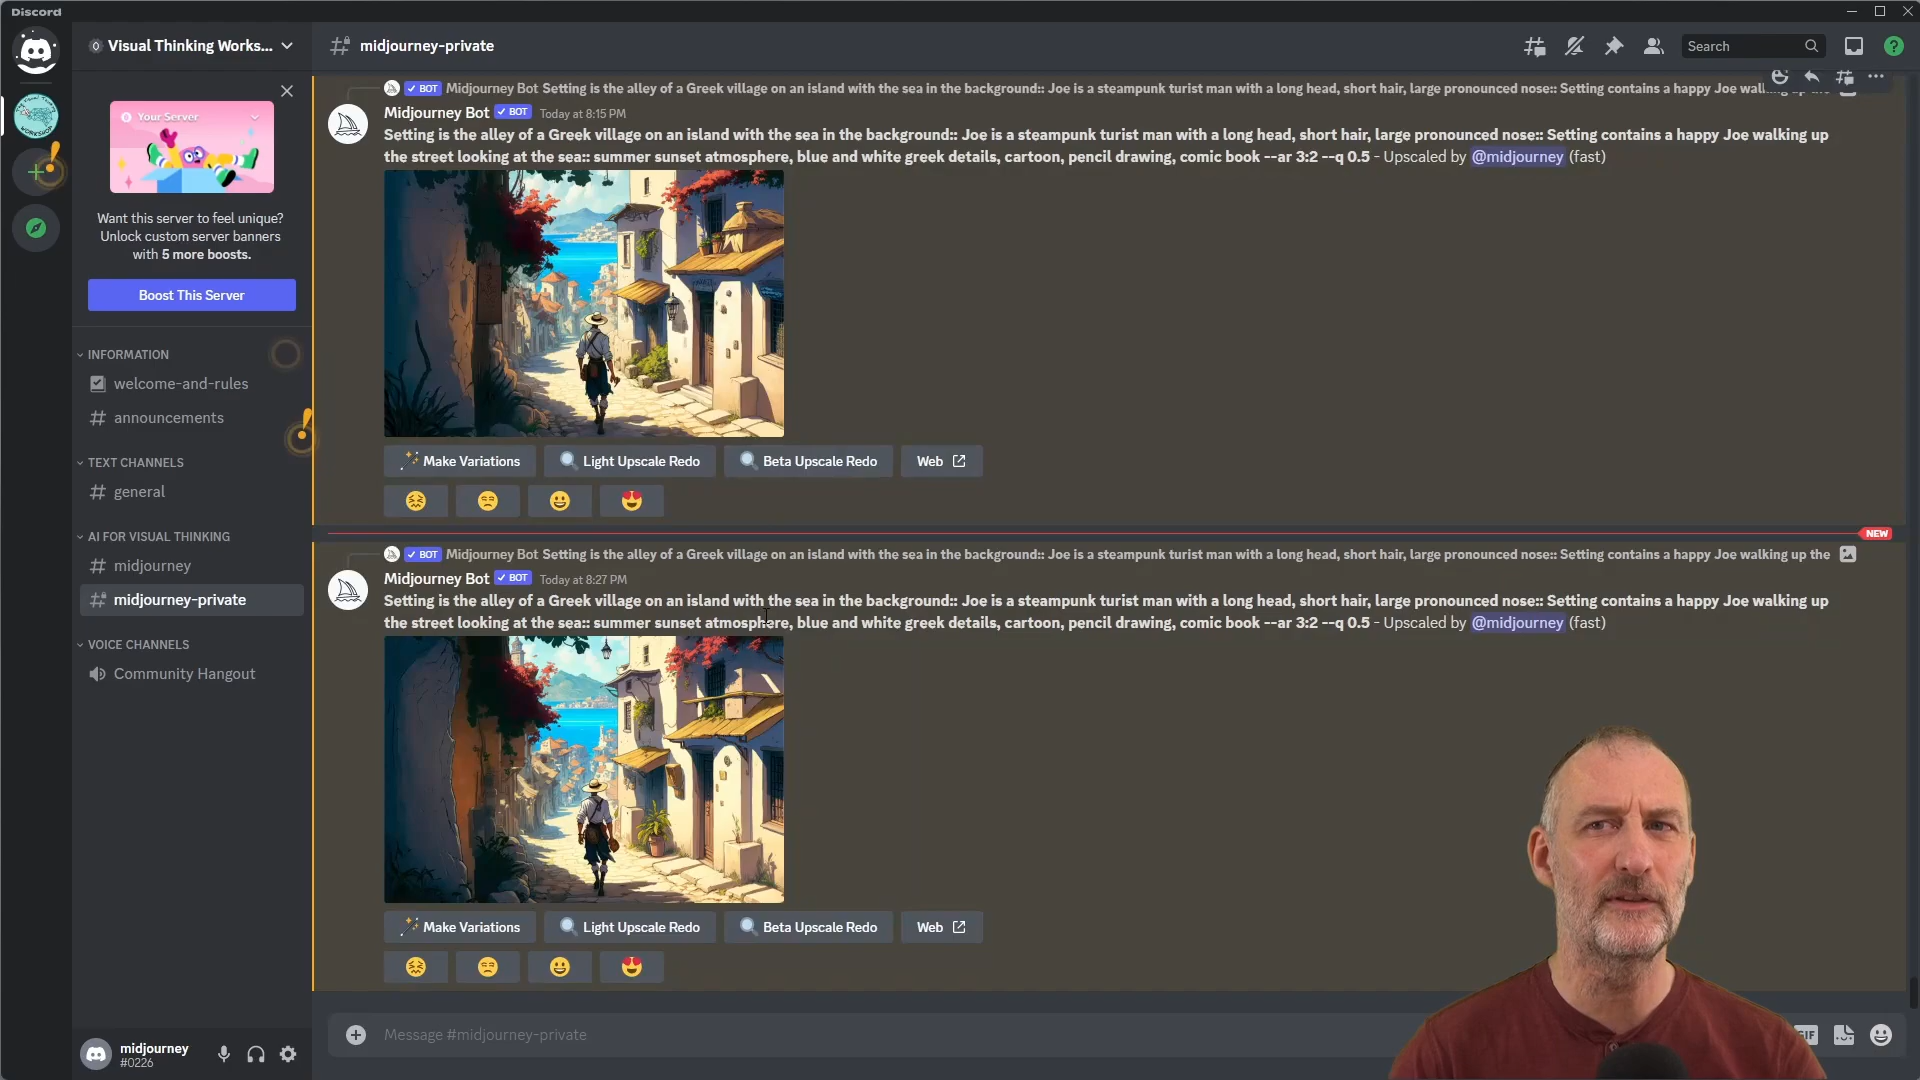 Discord
Visual Thinking Works...
midjourney-private
Search
Your Server
Want this server to feel unique?
Unlock custom server banners
with 5 more boosts.
Boost This Server
INFORMATION
welcome-and-rules
announcements
TEXT CHANNELS
general
AI FOR VISUAL THINKING
midjourney
midjourney-private
VOICE CHANNELS
Community Hangout
midjourney
#0226
BOT Midjourney Bot Setting is the alley of a Greek village on an island with the sea in the background:: Joe is a steampunk turist man with a long head, short hair, large pronounced nose:: Setting contains a happy Joe walking up the
Midjourney Bot BOT Today at 8:15 PM
Setting is the alley of a Greek village on an island with the sea in the background:: Joe is a steampunk turist man with a long head, short hair, large pronounced nose:: Setting contains a happy Joe walking up
the street looking at the sea:: summer sunset atmosphere, blue and white greek details, cartoon, pencil drawing, comic book --ar 3:2 --q 0.5 - Upscaled by @midjourney (fast)
Make Variations Light Upscale Redo Beta Upscale Redo Web
NEW
BOT Midjourney Bot Setting is the alley of a Greek village on an island with the sea in the background:: Joe is a steampunk turist man with a long head, short hair, large pronounced nose:: Setting contains a happy Joe walking up the
Midjourney Bot BOT Today at 8:27 PM
Setting is the alley of a Greek village on an island with the sea in the background:: Joe is a steampunk turist man with a long head, short hair, large pronounced nose:: Setting contains a happy Joe walking up
the street looking at the sea:: summer sunset atmosphere, blue and white greek details, cartoon, pencil drawing, comic book --ar 3:2 --q 0.5 - Upscaled by @midjourney (fast)
Make Variations Light Upscale Redo Beta Upscale Redo Web
Message #midjourney-private
GIF